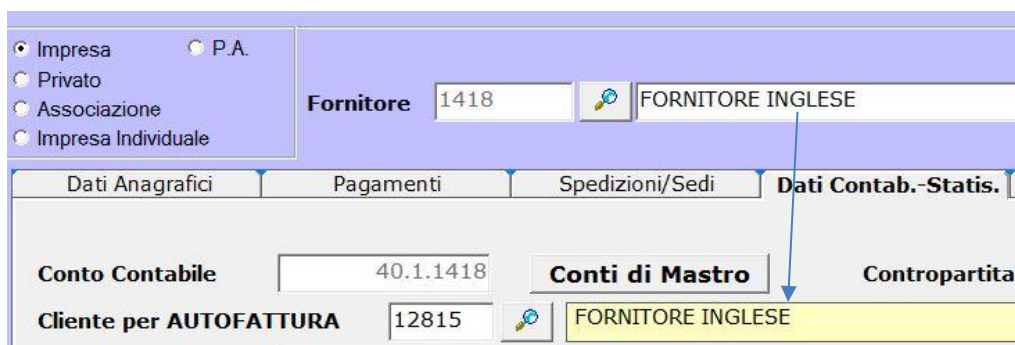 Impresa P.A.
Privato
Associazione
Impresa Individuale
Fornitore 1418 FORNITORE INGLESE
Dati Anagrafici Pagamenti Spedizioni/Sedi Dati Contab.-Statis.
Conto Contabile 40.1.1418 Conti di Mastro Contropartita
Cliente per AUTOFATTURA 12815 FORNITORE INGLESE